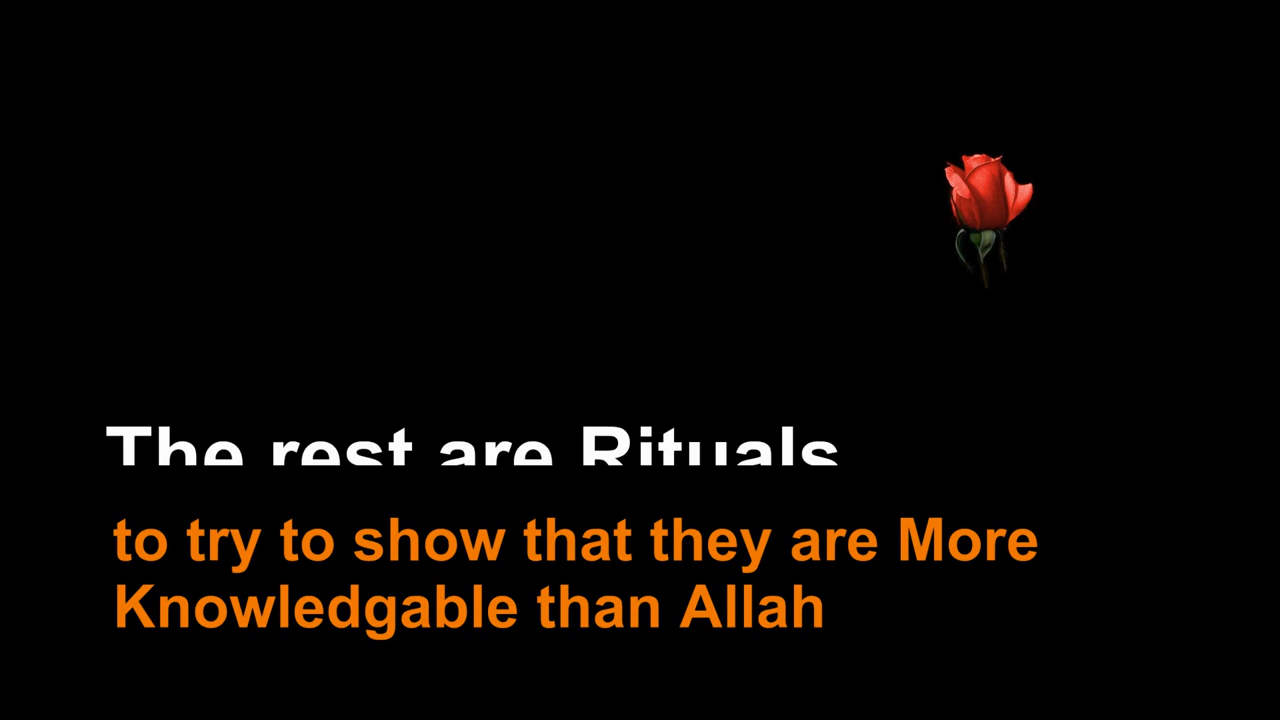 The rest are Rituals
to try to show that they are More
Knowledgable than Allah